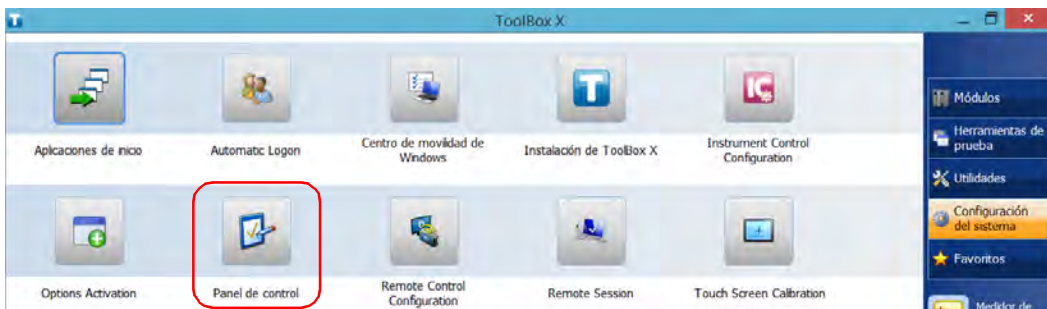 ToolBox X
Aplicaciones de inicio
Automatic Logon
Centro de movilidad de
Windows
Instalación de ToolBox X
Instrument Control
Configuration
Options Activation
Panel de control
Remote Control
Configuration
Remote Session
Touch Screen Calibration
Módulos
Herramientas de
prueba
Utilidades
Configuración
del sistema
Favoritos
Medidor de